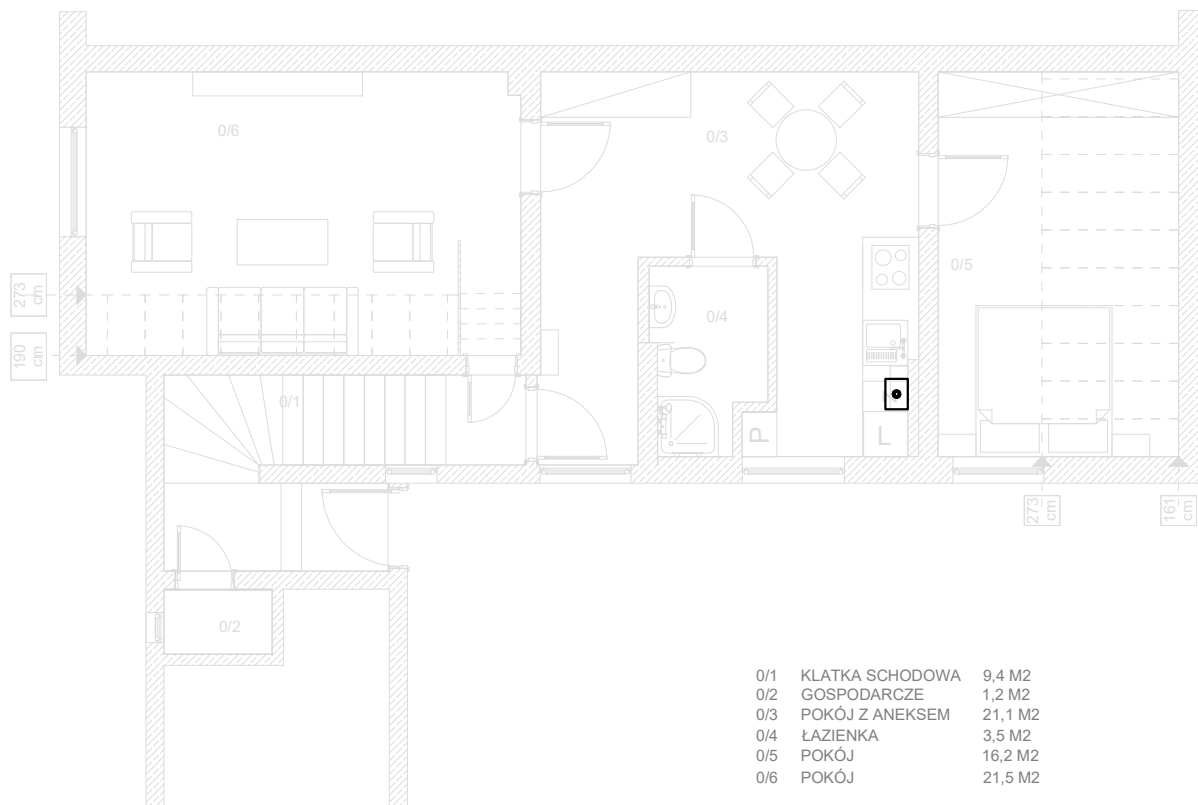 0/6
0/3
0/5
273 cm
0/4
190 cm
0/1
P
L
273 cm
161 cm
0/2
0/1 KLATKA SCHODOWA 9,4 M2
0/2 GOSPODARCZE 1,2 M2
0/3 POKÓJ Z ANEKSEM 21,1 M2
0/4 ŁAZIENKA 3,5 M2
0/5 POKÓJ 16,2 M2
0/6 POKÓJ 21,5 M2